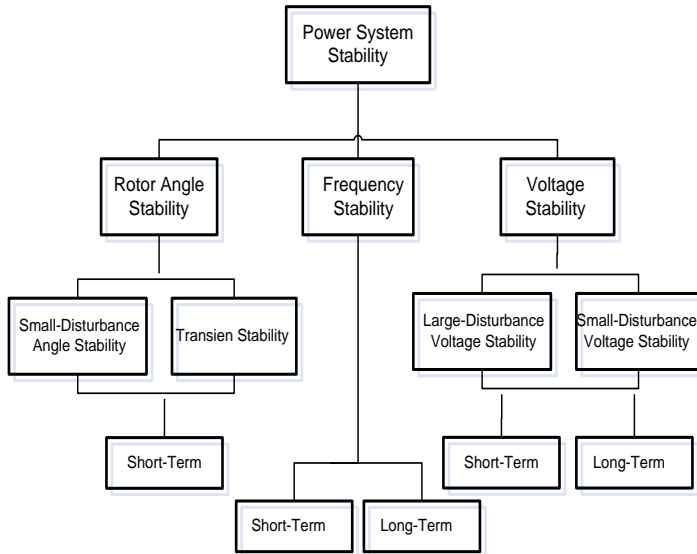 Power System
Stability
Rotor Angle
Stability
Frequency
Stability
Voltage
Stability
Small-Disturbance
Angle Stability
Transien Stability
Large-Disturbance
Voltage Stability
Small-Disturbance
Voltage Stability
Short-Term
Short-Term
Long-Term
Short-Term
Long-Term